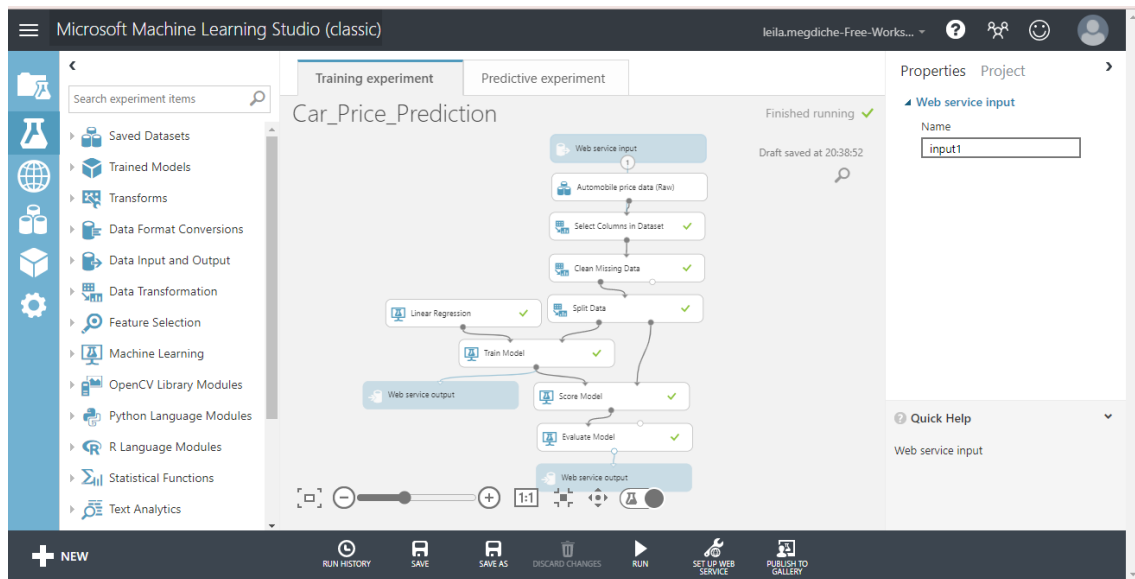 Microsoft Machine Learning Studio (classic)
leila.megdiche-Free-Works...
?
Search experiment items
Saved Datasets
Trained Models
Transforms
Data Format Conversions
Data Input and Output
Data Transformation
Feature Selection
Machine Learning
OpenCV Library Modules
Python Language Modules
R Language Modules
Statistical Functions
Text Analytics
Training experiment
Predictive experiment
Car_Price_Prediction
Finished running
Draft saved at 20:38:52
Web service input
1
Automobile price data (Raw)
Select Columns in Dataset
Clean Missing Data
Linear Regression
Split Data
Train Model
Web service output
Score Model
Evaluate Model
Web service output
1:1
Properties Project
Web service input
Name
input1
? Quick Help
Web service input
NEW
RUN HISTORY
SAVE
SAVE AS
DISCARD CHANGES
RUN
SET UP WEB
SERVICE
PUBLISH TO
GALLERY